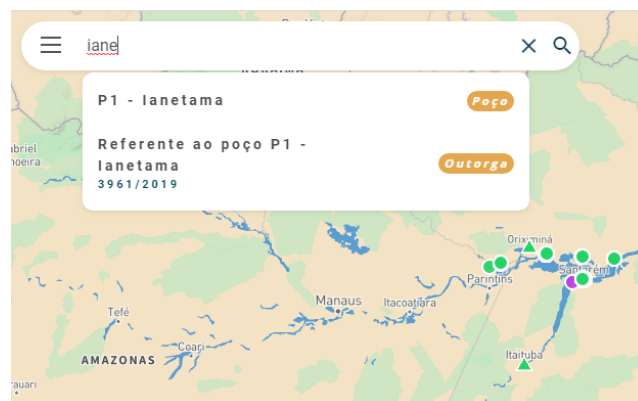 iane
RORAIMA
P1 - Ianetama
Poço
Referente ao poço P1 -
Ianetama
3961/2019
Outorga
abriel
hoeira
Oriximiná
Santarém
Parintins
Manaus
Itacoatiara
Tefé
Coari
AMAZONAS
Itaituba
rauari